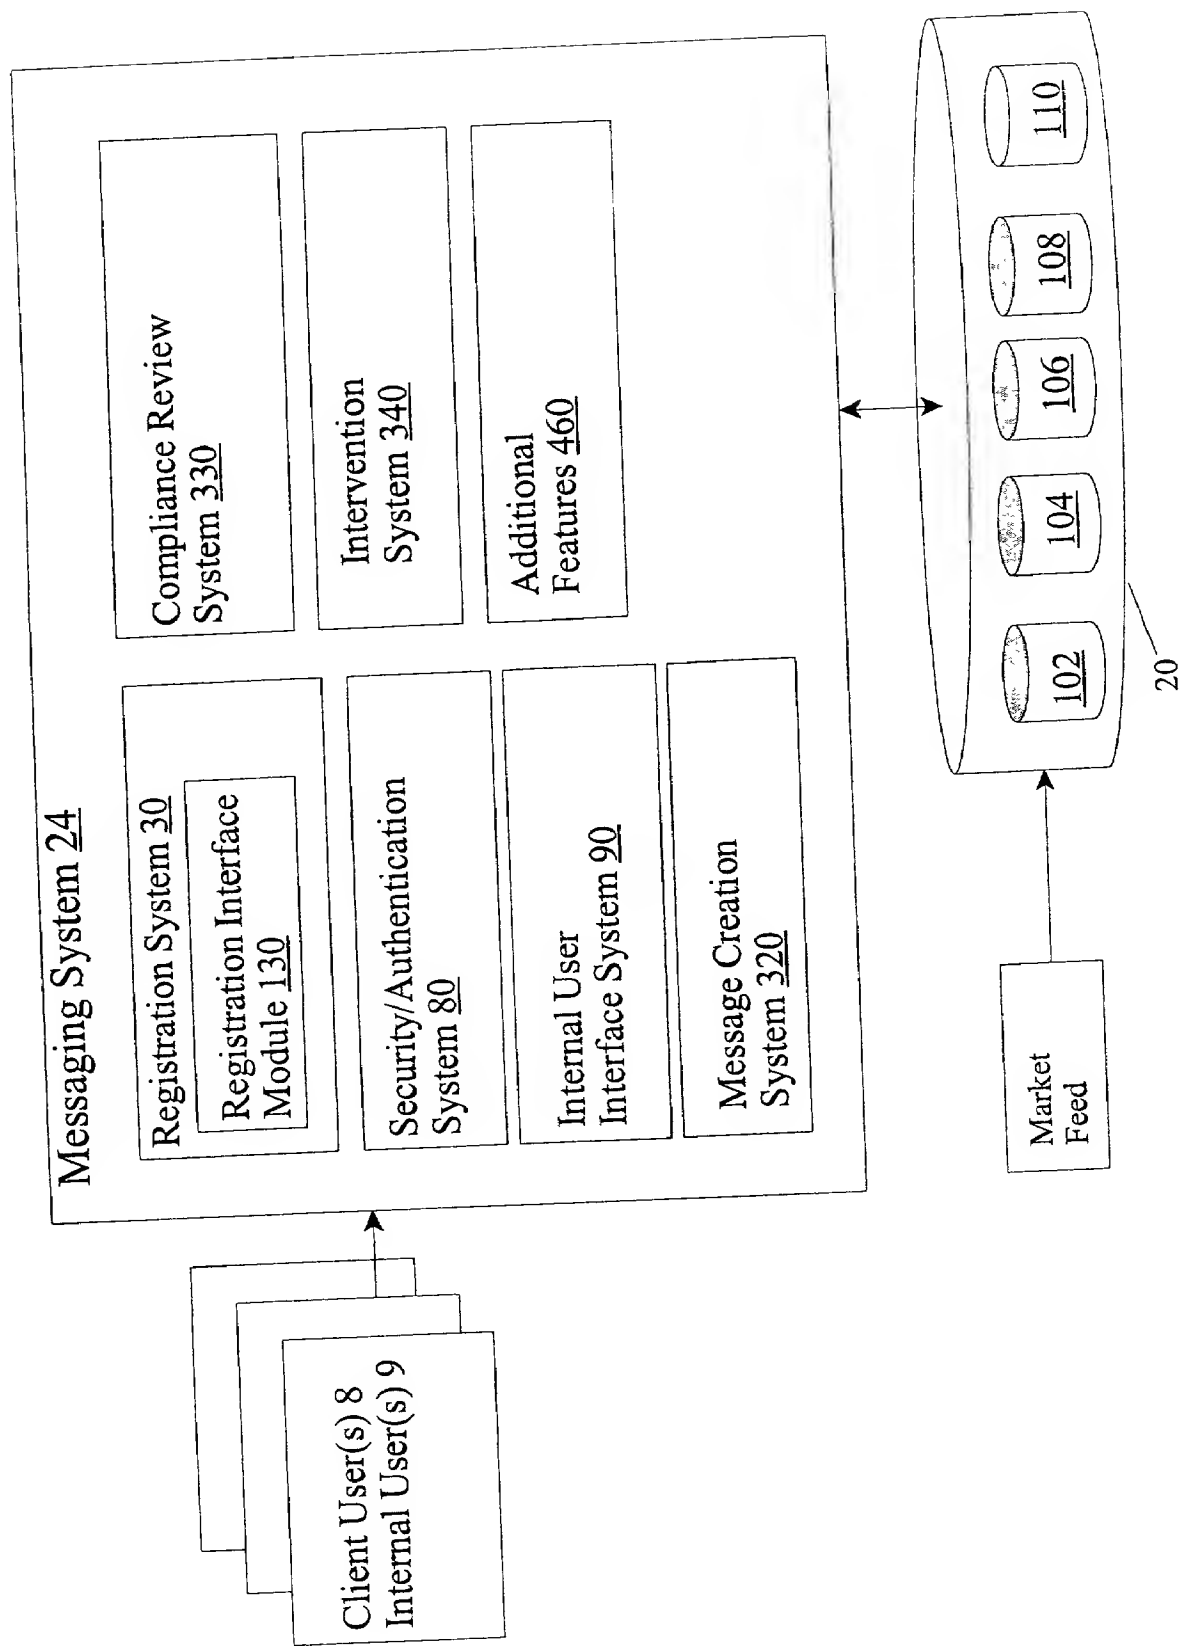 Messaging System 24
Registration System 30
Registration Interface
Module 130
Security/Authentication
System 80
Internal User
Interface System 90
Message Creation
System 320
Compliance Review
System 330
Intervention
System 340
Additional
Features 460
Client User(s) 8
Internal User(s) 9
Market
Feed
102
104
106
108
110
20